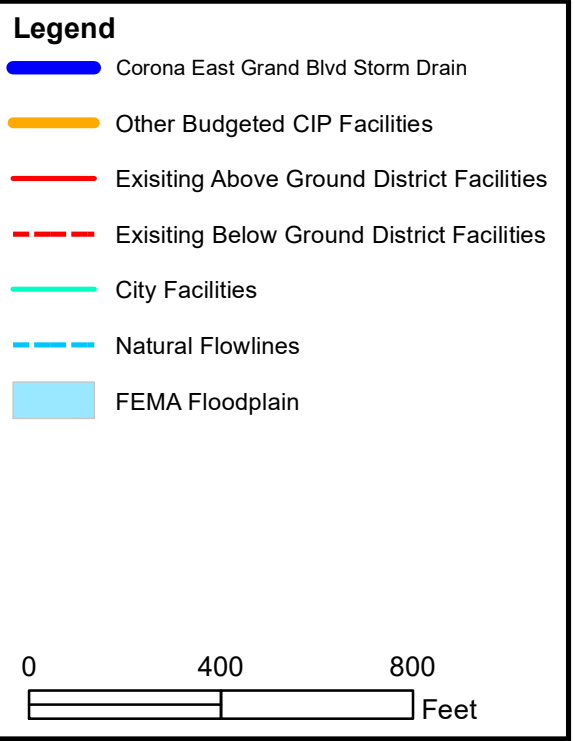 Legend
Corona East Grand Blvd Storm Drain
Other Budgeted CIP Facilities
Exisiting Above Ground District Facilities
Exisiting Below Ground District Facilities
City Facilities
Natural Flowlines
FEMA Floodplain
0 400 800
Feet